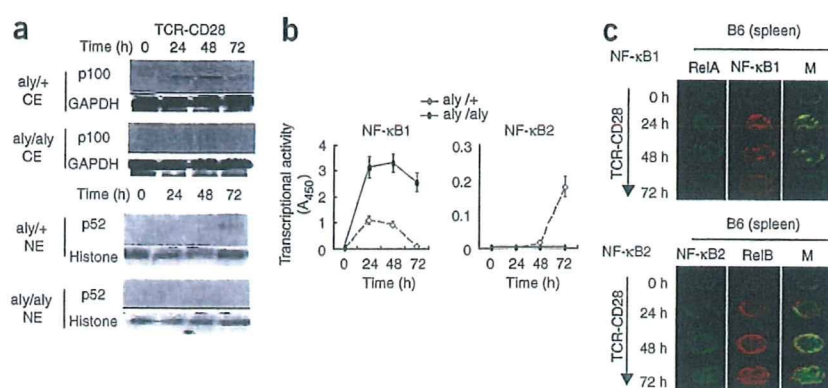 a
TCR-CD28
Time (h) 0 24 48 72
aly/+ CE
p100
GAPDH
aly/aly CE
p100
GAPDH
Time (h) 0 24 48 72
aly/+ NE
p52
Histone
aly/aly NE
p52
Histone
b
aly /+
aly /aly
NF-κB1
NF-κB2
Transcriptional activity
(A450)
4
3
2
1
0
0 24 48 72
Time (h)
0.3
0.2
0.1
0
0 24 48 72
Time (h)
c
B6 (spleen)
NF-κB1
RelA NF-κB1 M
TCR-CD28
0 h
24 h
48 h
72 h
B6 (spleen)
NF-κB2
NF-κB2 RelB M
TCR-CD28
0 h
24 h
48 h
72 h